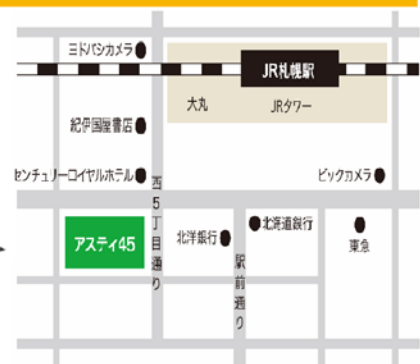 ヨドバシカメラ
JR札幌駅
大丸
JRタワー
紀伊国屋書店
センチュリーロイヤルホテル
ビックカメラ
西5丁目通り
アスティ45
北洋銀行
北海道銀行
東急
駅前通り